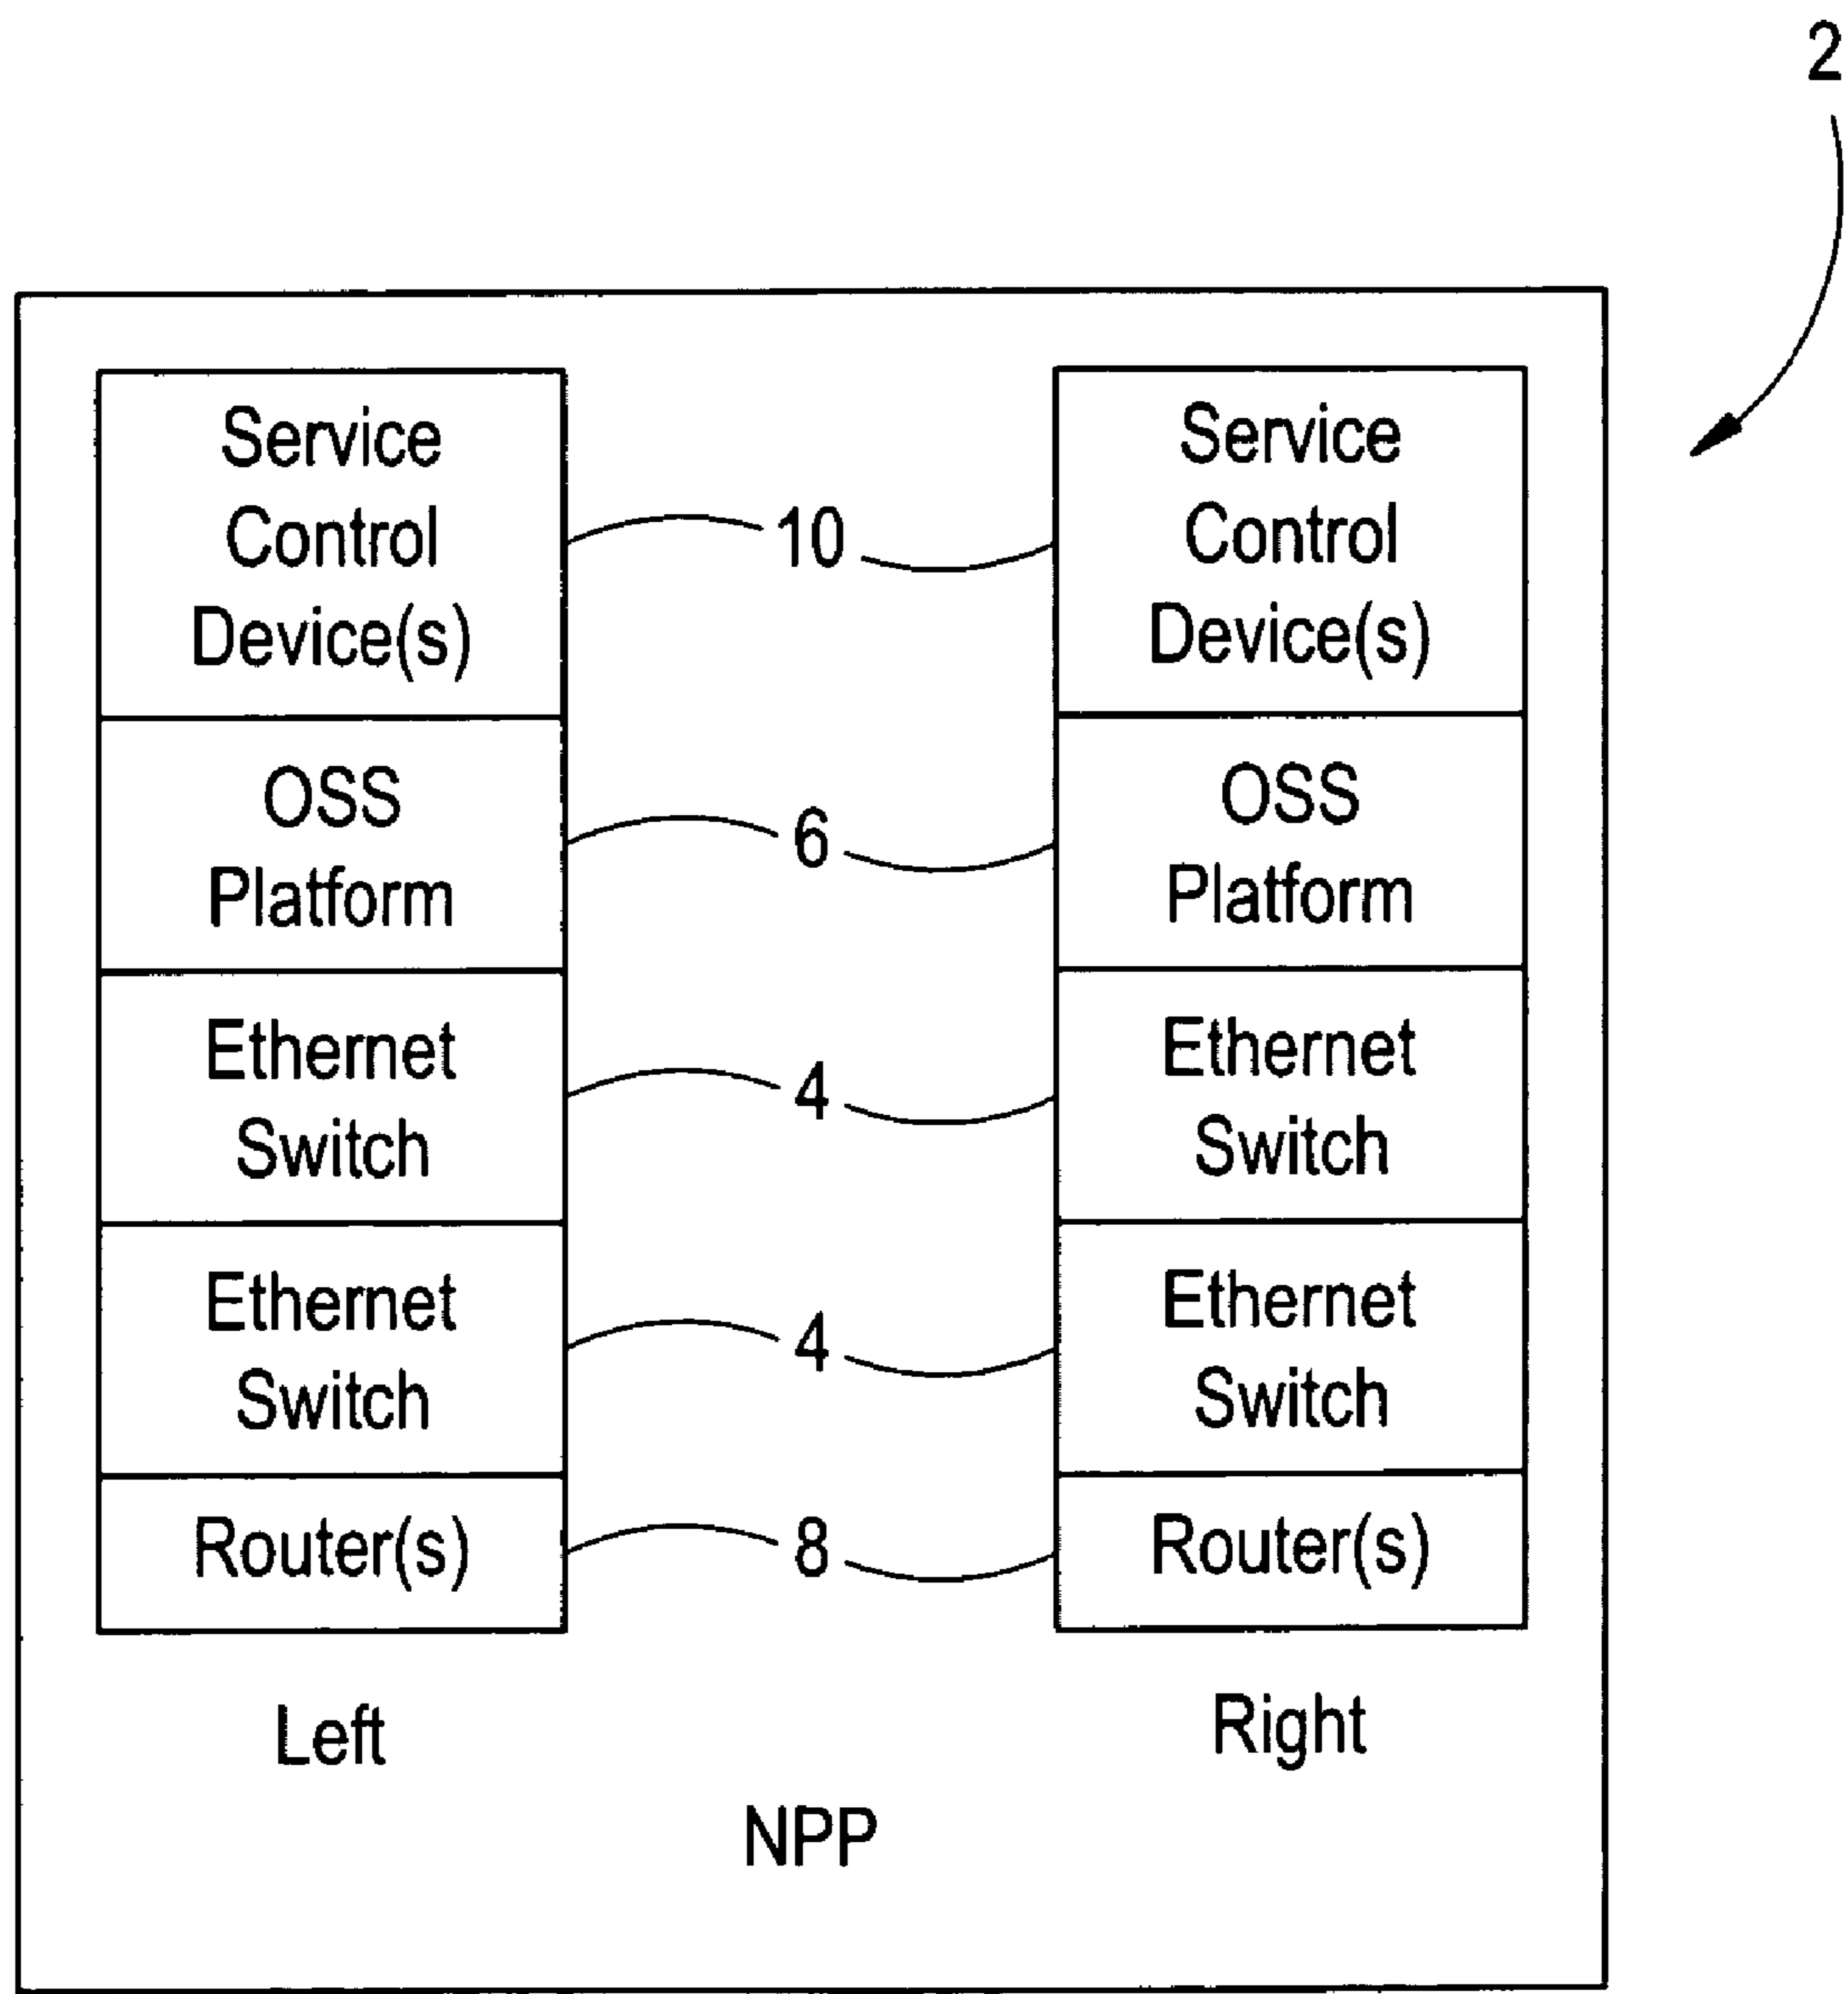 2
Service
Control
Device(s)
10
Service
Control
Device(s)
OSS
Platform
6
OSS
Platform
Ethernet
Switch
4
Ethernet
Switch
Ethernet
Switch
4
Ethernet
Switch
Router(s)
8
Router(s)
Left
Right
NPP